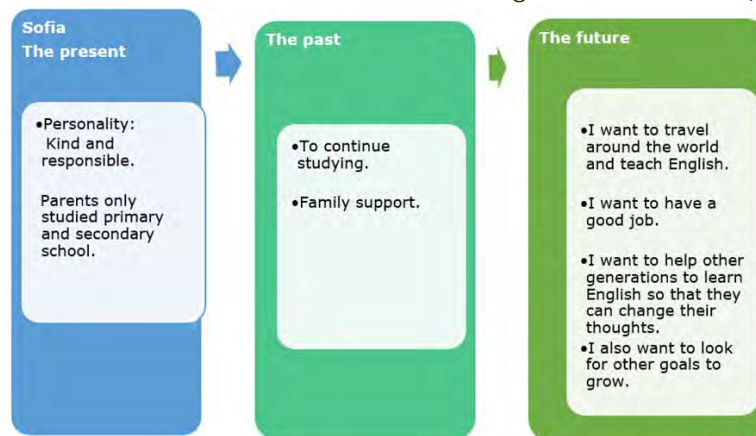 Sofia
The present
•Personality:
Kind and
responsible.
Parents only
studied primary
and secondary
school.
The past
•To continue
studying.
•Family support.
The future
•I want to travel
around the world
and teach English.
•I want to have a
good job.
•I want to help other
generations to learn
English so that they
can change their
thoughts.
•I also want to look
for other goals to
grow.